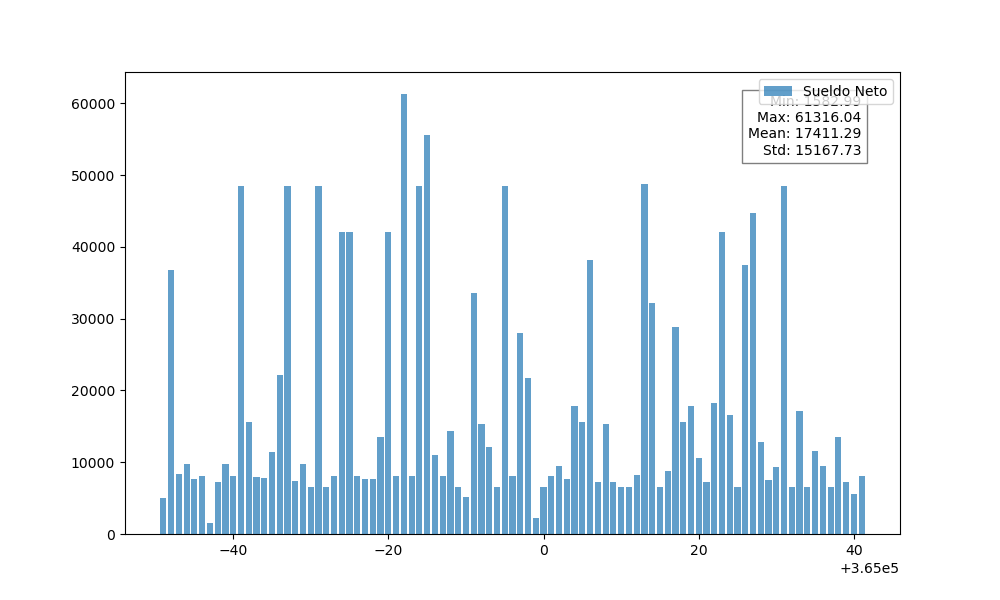 Sueldo Neto
Min: 1582.99
Max: 61316.04
Mean: 17411.29
Std: 15167.73
60000
50000
40000
30000
20000
10000
0
−40
−20
0
20
40
+3.65e5